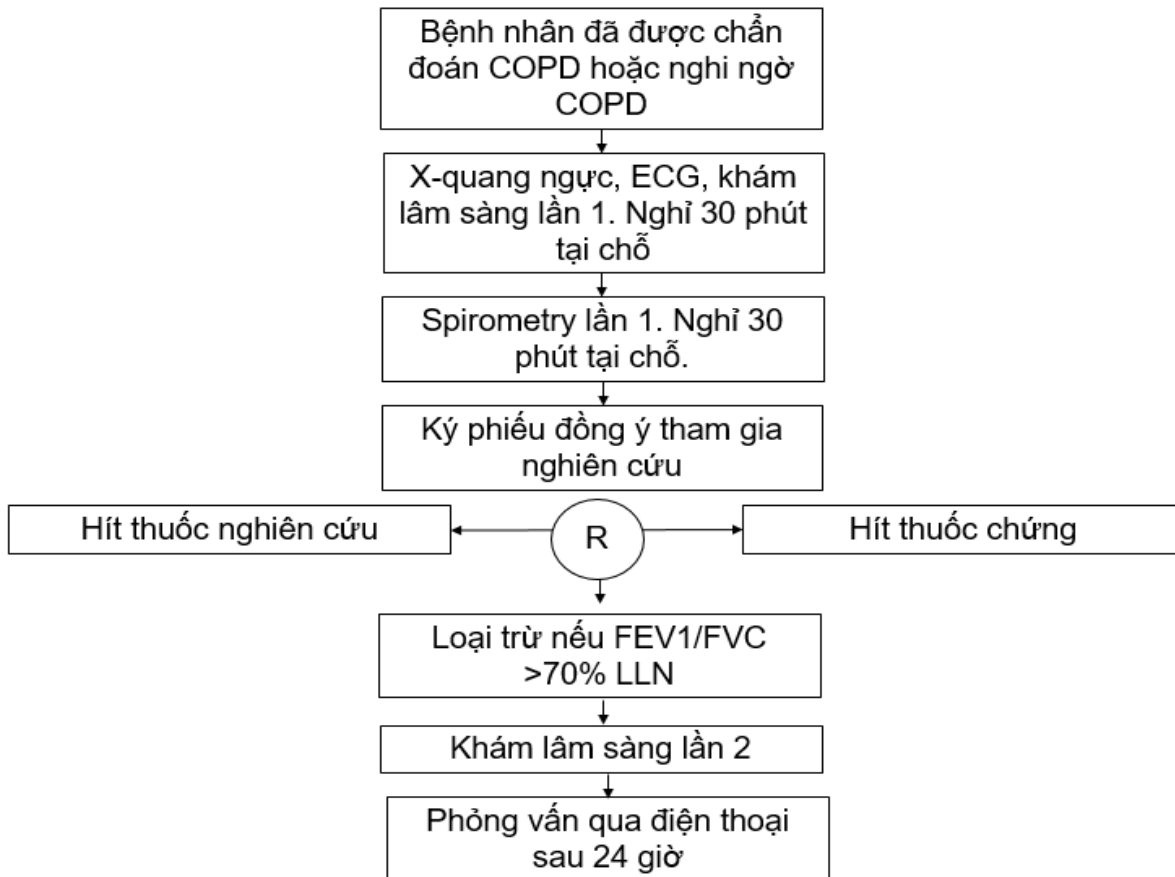 Bệnh nhân đã được chẩn
đoán COPD hoặc nghi ngờ
COPD
X-quang ngực, ECG, khám
lâm sàng lần 1. Nghỉ 30 phút
tại chỗ
Spirometry lần 1. Nghỉ 30
phút tại chỗ.
Ký phiếu đồng ý tham gia
nghiên cứu
Hít thuốc nghiên cứu
R
Hít thuốc chứng
Loại trừ nếu FEV1/FVC
>70% LLN
Khám lâm sàng lần 2
Phỏng vấn qua điện thoại
sau 24 giờ